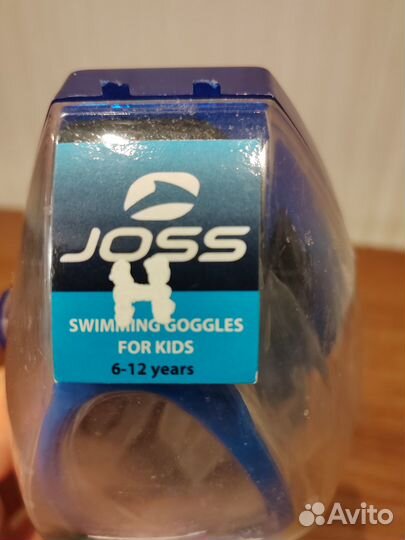 JOSS
H
SWIMMING GOGGLES
FOR KIDS
6-12 years
Avito